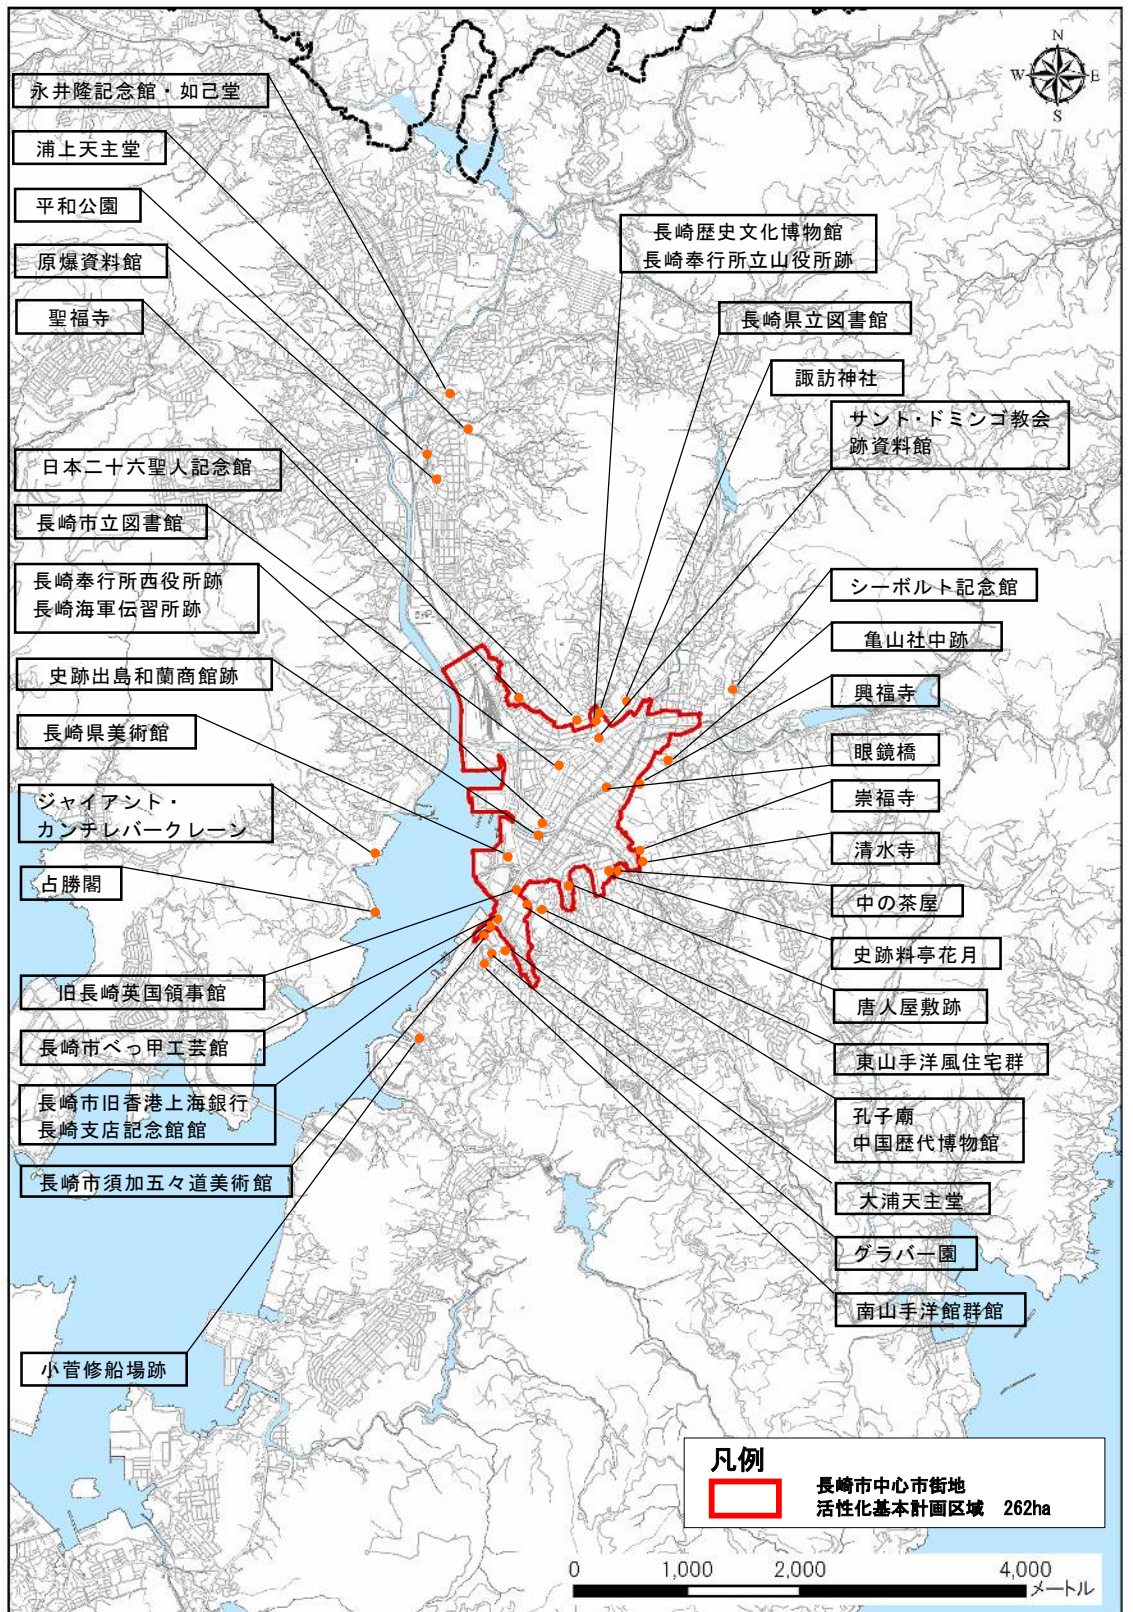 N
W
E
S
永井隆記念館・如己堂
浦上天主堂
平和公園
原爆資料館
聖福寺
日本二十六聖人記念館
長崎市立図書館
長崎奉行所西役所跡
長崎海軍伝習所跡
史跡出島和蘭商館跡
長崎県美術館
ジャイアント・
カンチレバークレーン
占勝閣
旧長崎英国領事館
長崎市べっ甲工芸館
長崎市旧香港上海銀行
長崎支店記念館館
長崎市須加五々道美術館
小菅修船場跡
長崎歴史文化博物館
長崎奉行所立山役所跡
長崎県立図書館
諏訪神社
サント・ドミンゴ教会
跡資料館
シーボルト記念館
亀山社中跡
興福寺
眼鏡橋
崇福寺
清水寺
中の茶屋
史跡料亭花月
唐人屋敷跡
東山手洋風住宅群
孔子廟
中国歴代博物館
大浦天主堂
グラバー園
南山手洋館群館
凡例
長崎市中心市街地
活性化基本計画区域 262ha
0 1,000 2,000 4,000
メートル